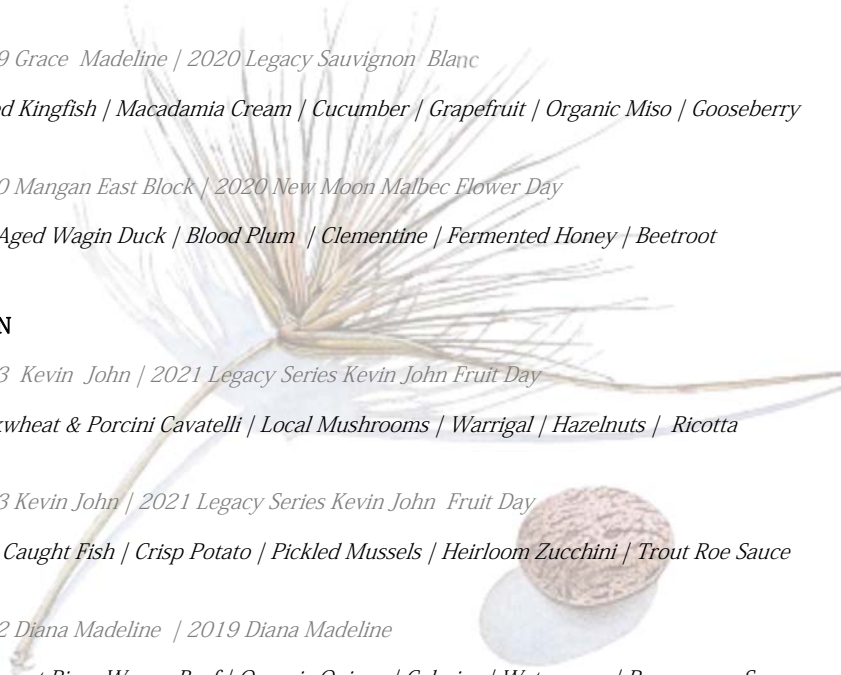 9 Grace Madeline | 2020 Legacy Sauvignon Blanc
d Kingfish | Macadamia Cream | Cucumber | Grapefruit | Organic Miso | Gooseberry
0 Mangan East Block | 2020 New Moon Malbec Flower Day
Aged Wagin Duck | Blood Plum | Clementine | Fermented Honey | Beetroot
N
3 Kevin John | 2021 Legacy Series Kevin John Fruit Day
wheat & Porcini Cavatelli | Local Mushrooms | Warrigal | Hazelnuts | Ricotta
3 Kevin John | 2021 Legacy Series Kevin John Fruit Day
Caught Fish | Crisp Potato | Pickled Mussels | Heirloom Zucchini | Trout Roe Sauce
2 Diana Madeline | 2019 Diana Madeline